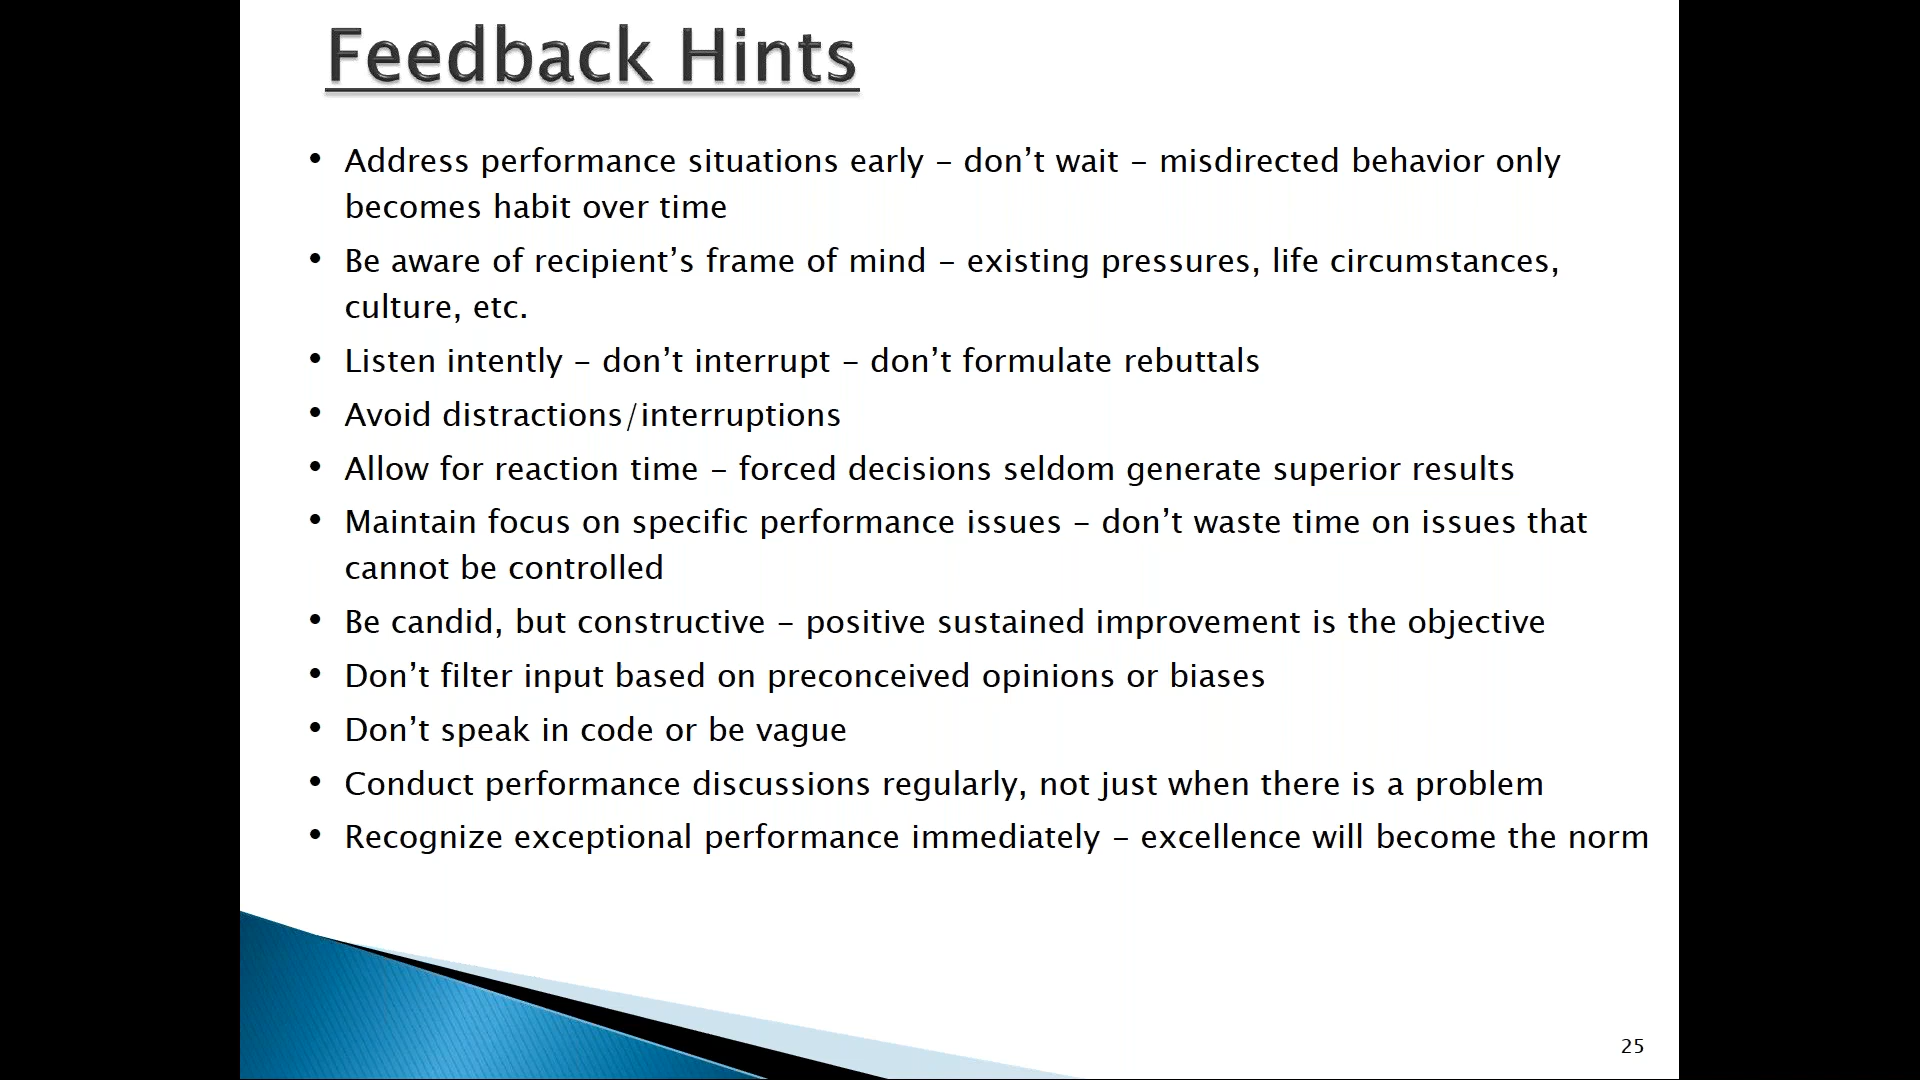 Feedback Hints
• Address performance situations early – don’t wait – misdirected behavior only
becomes habit over time
• Be aware of recipient’s frame of mind – existing pressures, life circumstances,
culture, etc.
• Listen intently – don’t interrupt – don’t formulate rebuttals
• Avoid distractions/interruptions
• Allow for reaction time – forced decisions seldom generate superior results
• Maintain focus on specific performance issues – don’t waste time on issues that
cannot be controlled
• Be candid, but constructive – positive sustained improvement is the objective
• Don’t filter input based on preconceived opinions or biases
• Don’t speak in code or be vague
• Conduct performance discussions regularly, not just when there is a problem
• Recognize exceptional performance immediately – excellence will become the norm
25